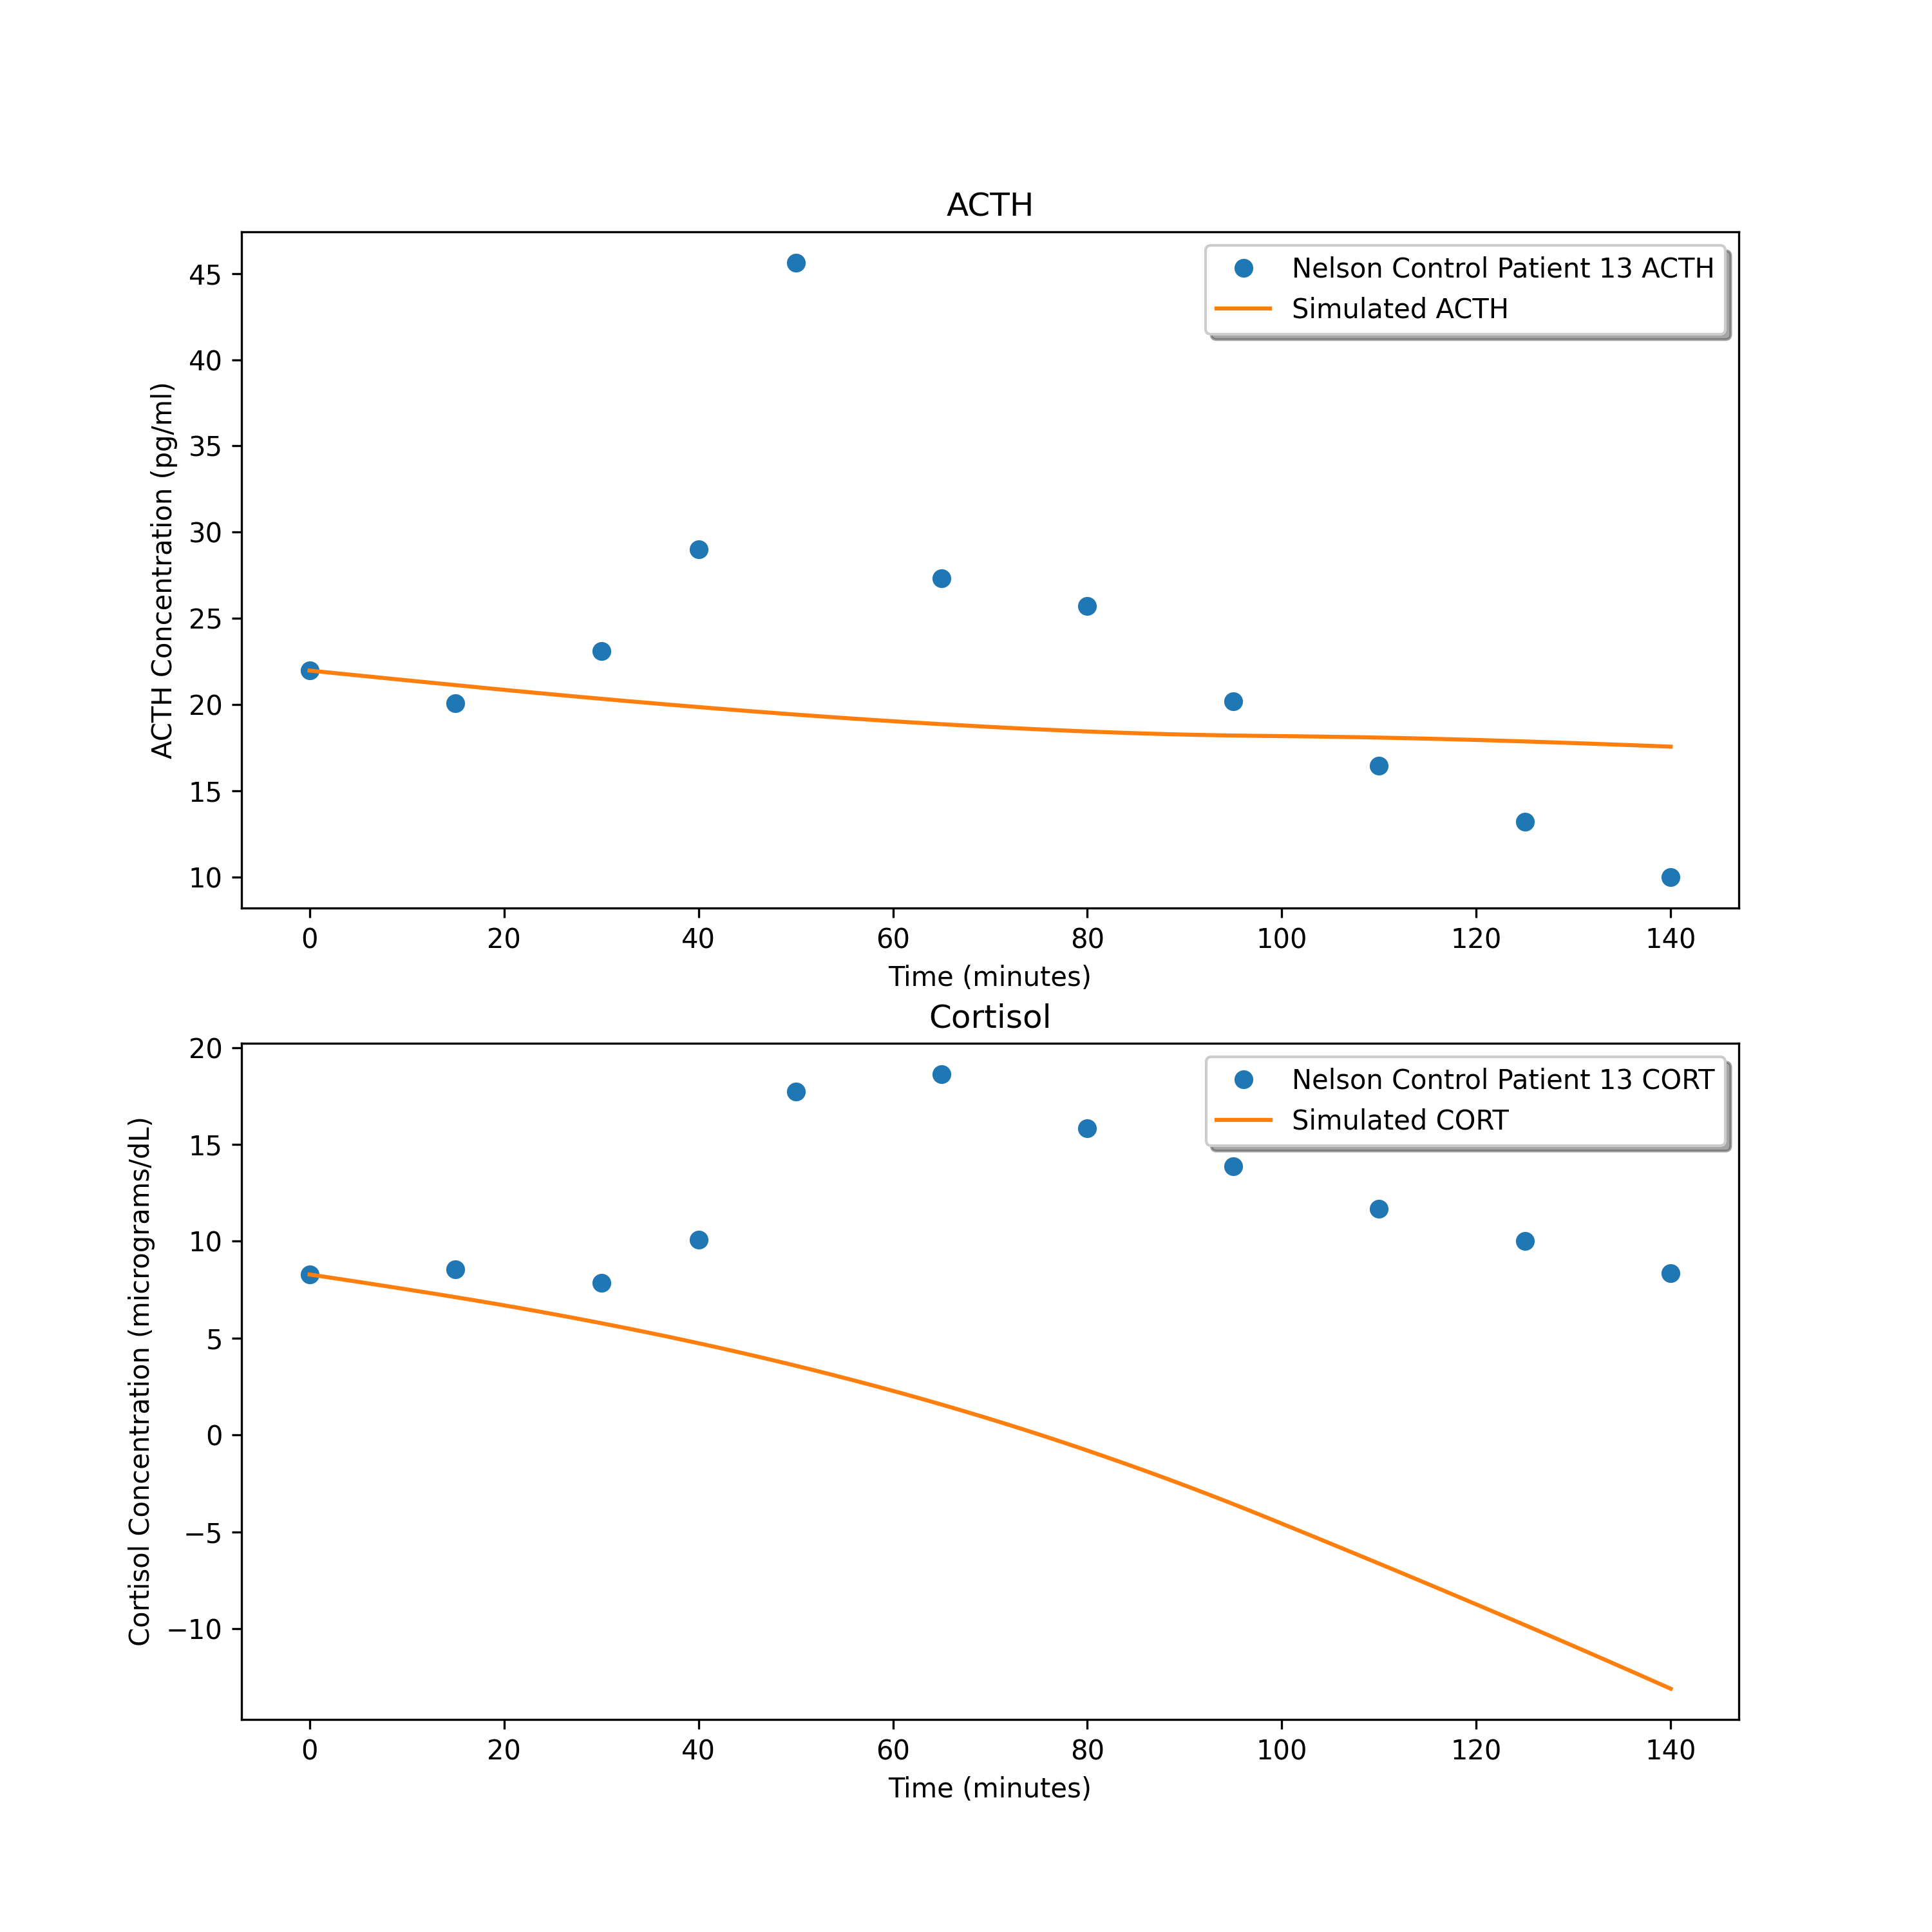 ACTH
Nelson Control Patient 13 ACTH
Simulated ACTH
ACTH Concentration (pg/ml)
45
40
35
30
25
20
15
10
0 20 40 60 80 100 120 140
Time (minutes)
Cortisol
Nelson Control Patient 13 CORT
Simulated CORT
Cortisol Concentration (micrograms/dL)
20
15
10
5
0
−5
−10
0 20 40 60 80 100 120 140
Time (minutes)